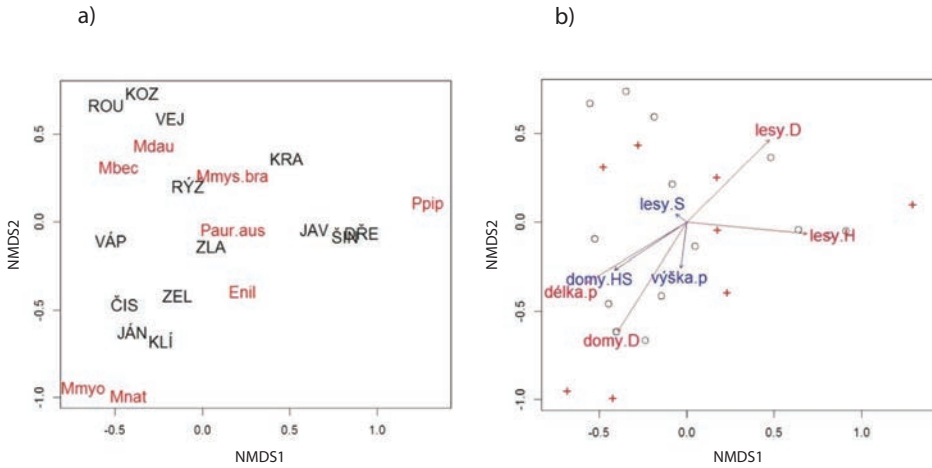 a)
KOZ
ROU
VEJ
Mdau
Mbec
KRA
Mmys.bra
RÝZ
Ppip
Paur.aus
JAV
ŠIN
DŘE
VÁP
ZLA
Enil
ZEL
ČIS
JÁN
KLÍ
Mmyo
Mnat
0.5
0.0
-0.5
-1.0
NMDS2
-0.5
0.0
0.5
1.0
NMDS1
b)
lesy.D
lesy.S
lesy.H
domy.HS
výška.p
délka.p
domy.D
0.5
0.0
-0.5
-1.0
NMDS2
-0.5
0.0
0.5
1.0
NMDS1